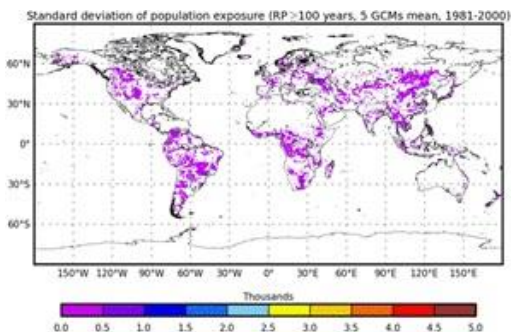 Standard deviation of population exposure (RP>100 years, 5 GCMs mean, 1981-2000)
60°N
30°N
0°
30°S
60°S
150°W 120°W 90°W 60°W 30°W 0° 30°E 60°E 90°E 120°E 150°E
Thousands
0.0 0.5 1.0 1.5 2.0 2.5 3.0 3.5 4.0 4.5 5.0